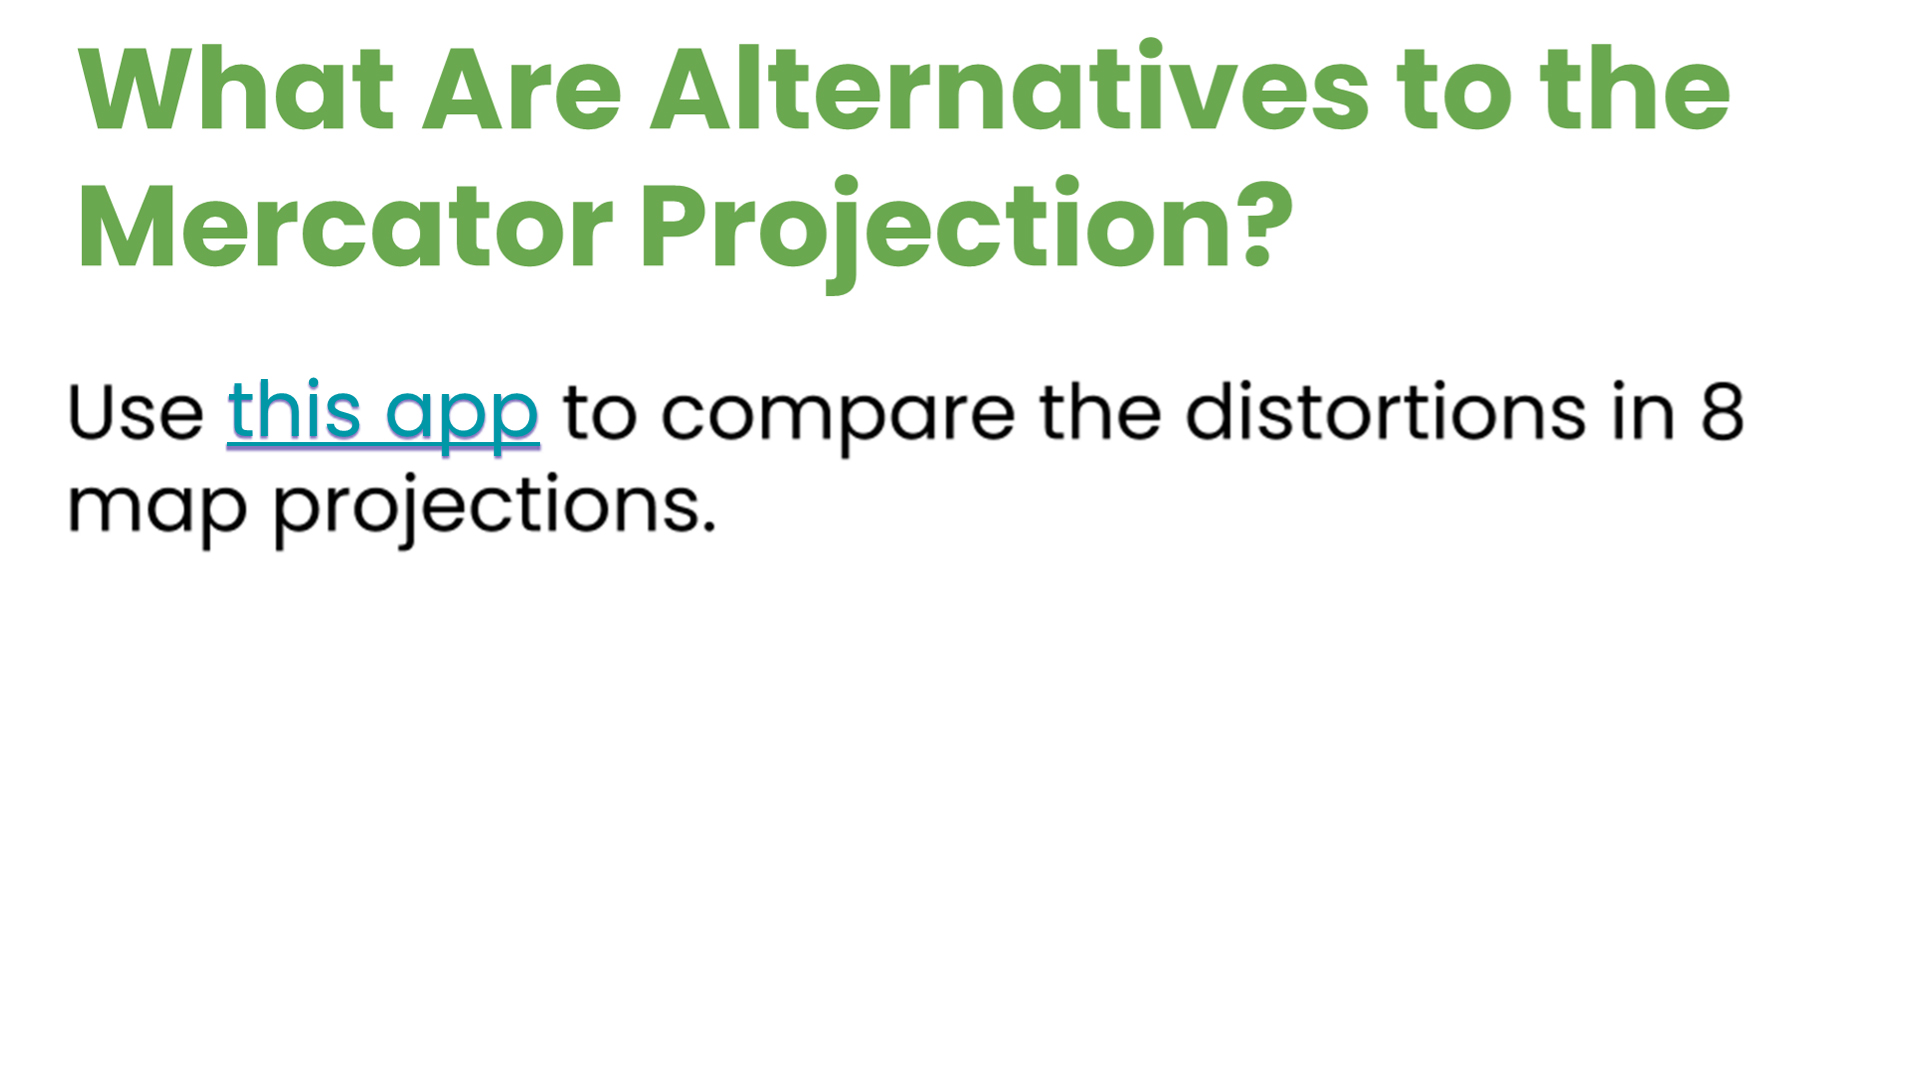 What Are Alternatives to the
Mercator Projection?
Use this app to compare the distortions in 8
map projections.